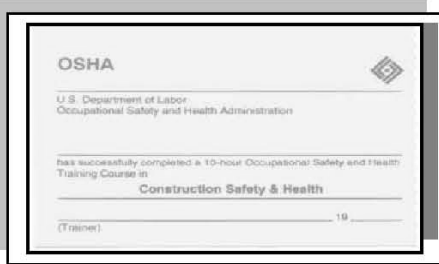 OSHA
U.S. Department of Labor
Occupational Safety and Health Administration
has successfully completed a 10-hour Occupational Safety and Health
Training Course in
Construction Safety & Health
19
(Trainer)